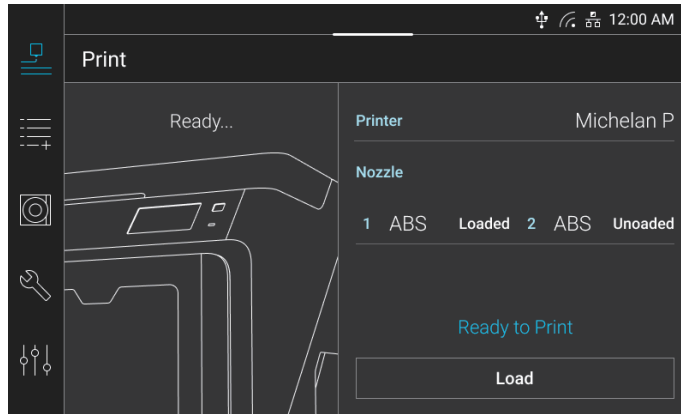 12:00 AM
Print
Ready...
Printer Michelan P
Nozzle
1 ABS Loaded 2 ABS Unoaded
Ready to Print
Load